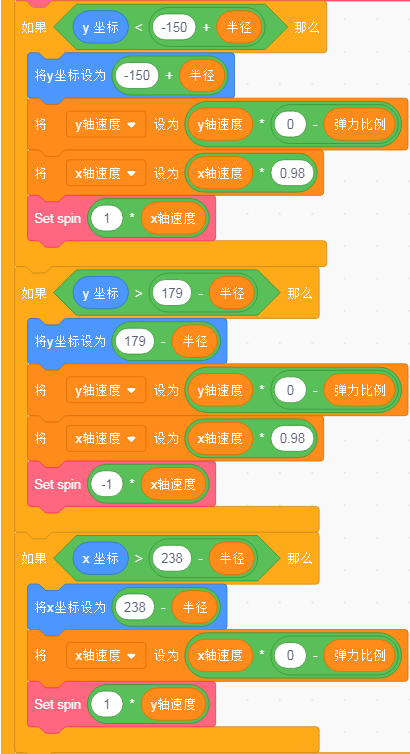 如果 y 坐标 < -150 + 半径 那么
将y坐标设为 -150 + 半径
将 y轴速度 设为 y轴速度 * 0 - 弹力比例
将 x轴速度 设为 x轴速度 * 0.98
Set spin 1 * x轴速度
如果 y 坐标 > 179 - 半径 那么
将y坐标设为 179 - 半径
将 y轴速度 设为 y轴速度 * 0 - 弹力比例
将 x轴速度 设为 x轴速度 * 0.98
Set spin -1 * x轴速度
如果 x 坐标 > 238 - 半径 那么
将x坐标设为 238 - 半径
将 x轴速度 设为 x轴速度 * 0 - 弹力比例
Set spin 1 * y轴速度